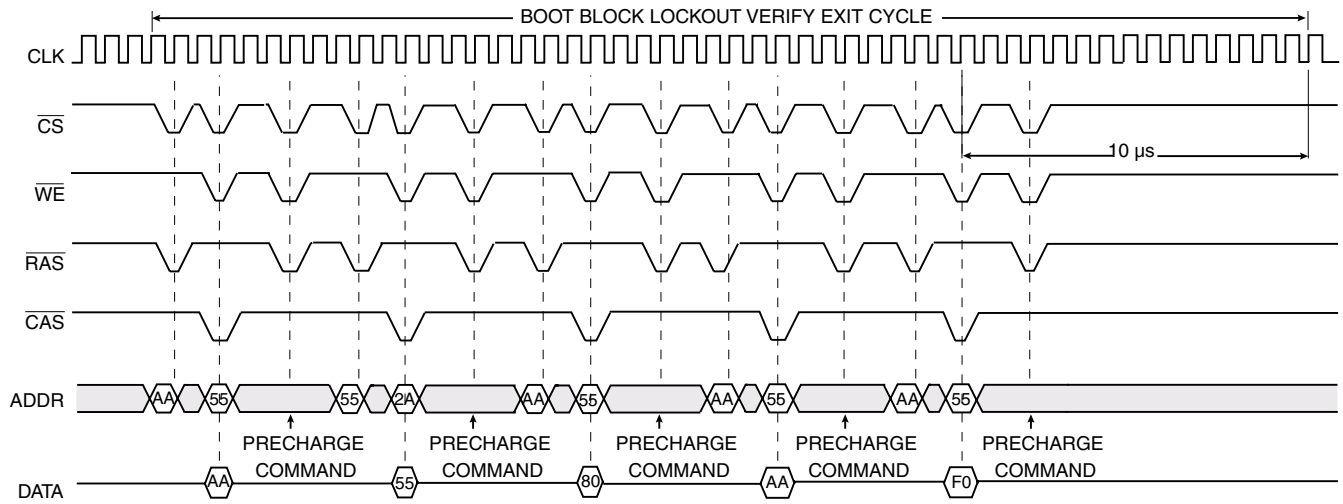 BOOT BLOCK LOCKOUT VERIFY EXIT CYCLE
CLK
CS
10 µs
WE
RAS
CAS
ADDR AA 55 55 2A AA 55 AA 55 AA 55
PRECHARGE COMMAND
PRECHARGE COMMAND
PRECHARGE COMMAND
PRECHARGE COMMAND
PRECHARGE COMMAND
DATA AA 55 80 AA F0